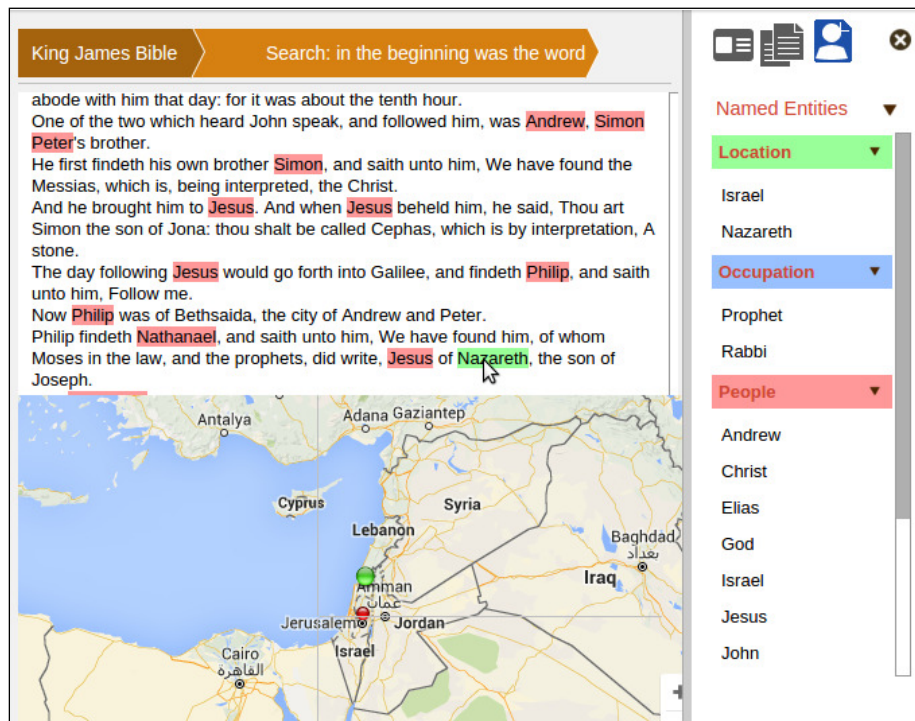 King James Bible
Search: in the beginning was the word
abode with him that day: for it was about the tenth hour.
One of the two which heard John speak, and followed him, was Andrew, Simon
Peter's brother.
He first findeth his own brother Simon, and saith unto him, We have found the
Messias, which is, being interpreted, the Christ.
And he brought him to Jesus. And when Jesus beheld him, he said, Thou art
Simon the son of Jona: thou shalt be called Cephas, which is by interpretation, A
stone.
The day following Jesus would go forth into Galilee, and findeth Philip, and saith
unto him, Follow me.
Now Philip was of Bethsaida, the city of Andrew and Peter.
Philip findeth Nathanael, and saith unto him, We have found him, of whom
Moses in the law, and the prophets, did write, Jesus of Nazareth, the son of
Joseph.
Antalya
Adana
Gaziantep
Cyprus
Syria
Lebanon
Baghdad
بغداد
Iraq
Amman
عمان
Jerusalem
Jordan
Israel
Cairo
القاهرة
Named Entities
Location
Israel
Nazareth
Occupation
Prophet
Rabbi
People
Andrew
Christ
Elias
God
Israel
Jesus
John